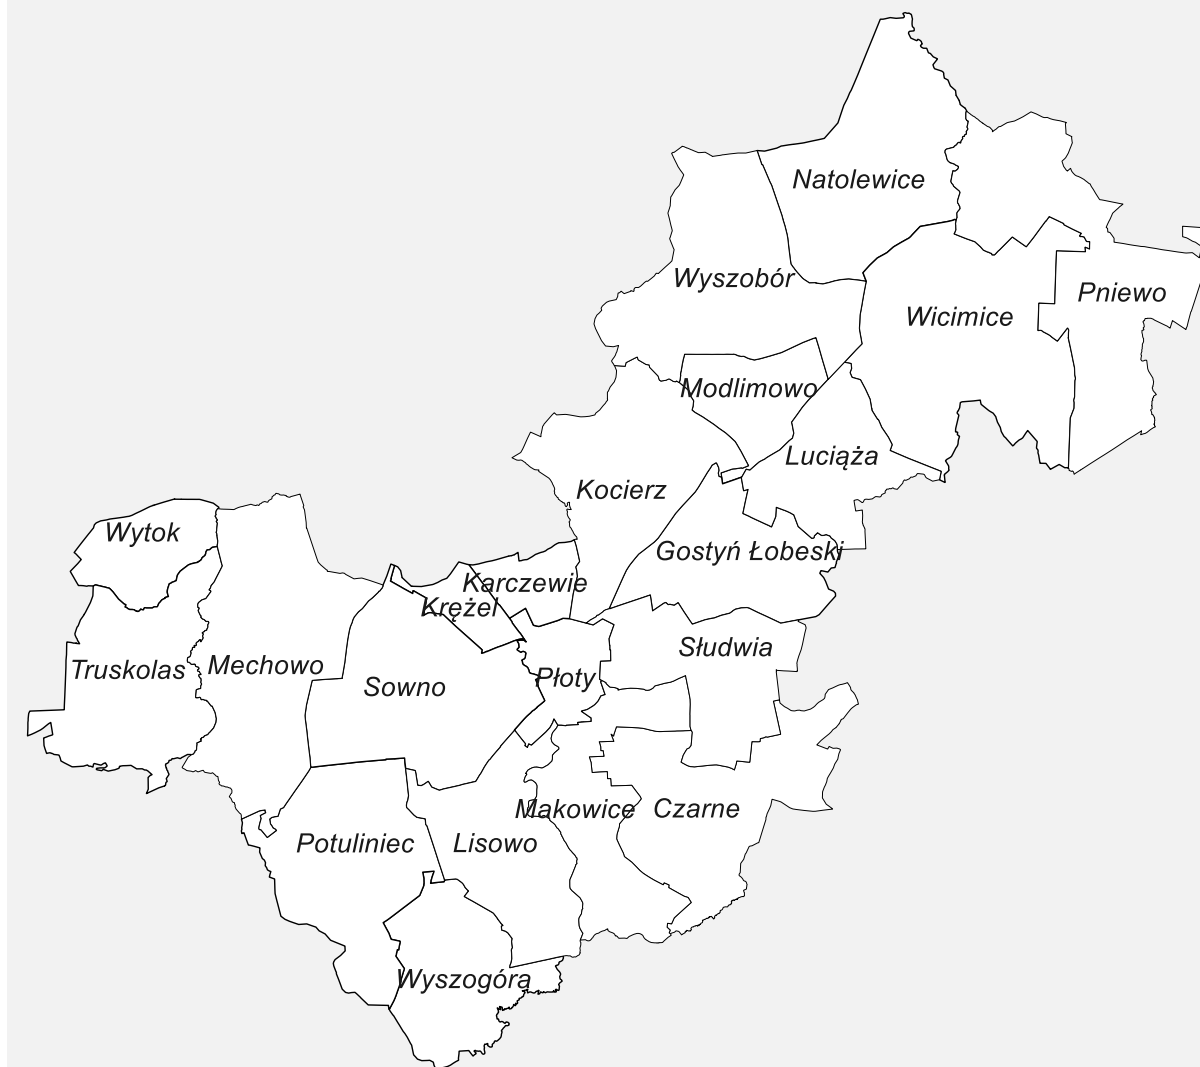 Natolewice
Wyszobór
Pniewo
Wicimice
Modlimowo
Luciąża
Kocierz
Wytok
Gostyń Łobeski
Karczewie
Krężel
Słudwia
Truskolas
Mechowo
Płoty
Sowno
Makowice
Czarne
Potuliniec
Lisowo
Wyszogóra